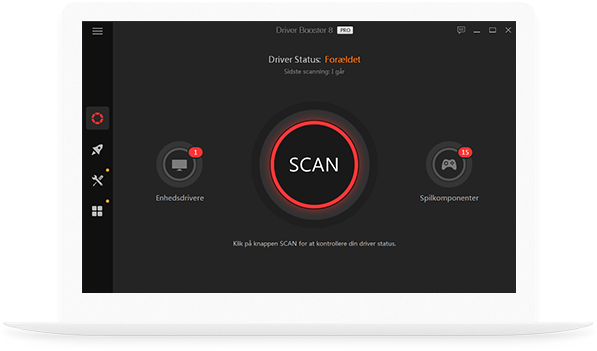 Driver Booster 8 PRO
Driver Status: Forældet
Sidste scanning: I går
1
SCAN
15
Enhedsdrivere
Spilkomponenter
Klik på knappen SCAN for at kontrollere din driver status.